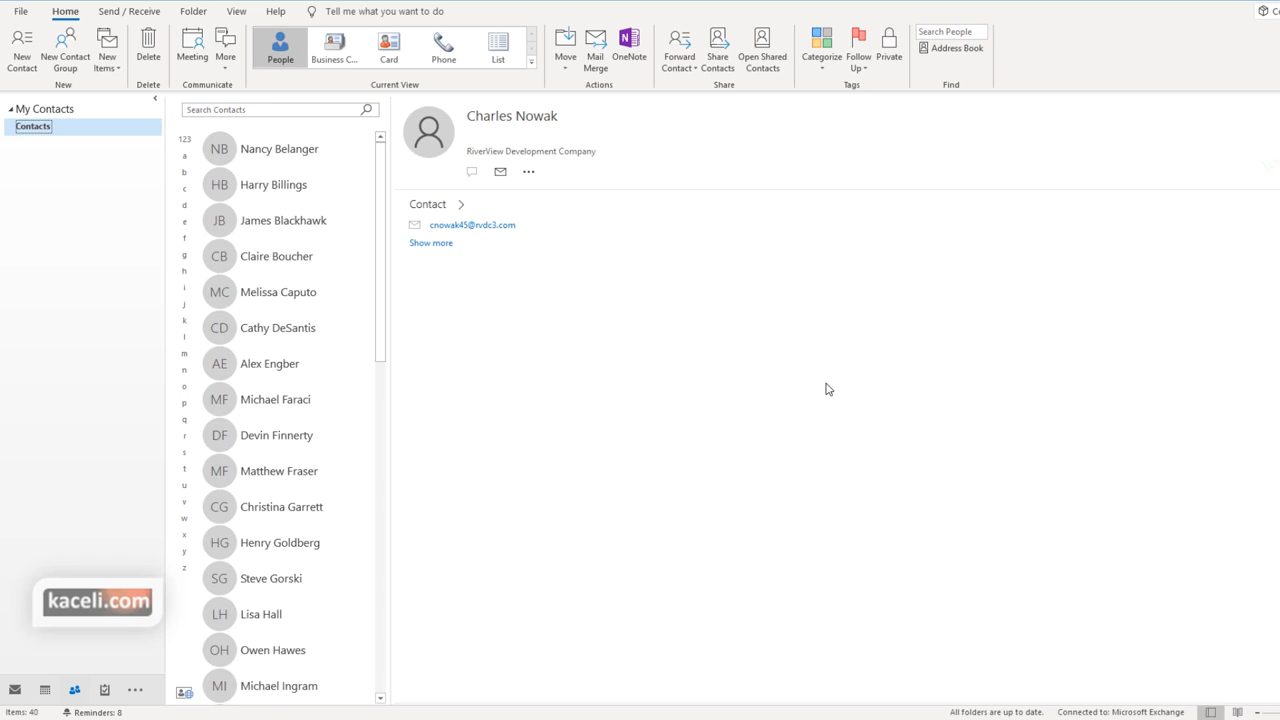 File Home Send / Receive Folder View Help Tell me what you want to do
New Contact
New Contact Group
New Items
Delete
Meeting
More
People
Business C...
Card
Phone
List
Move
Mail Merge
OneNote
Forward Contact
Share Contacts
Open Shared Contacts
Categorize
Follow Up
Private
Search People
Address Book
New Delete Communicate Current View Actions Share Tags Find
My Contacts
Contacts
Search Contacts
123
a
b
c
d
e
f
g
h
i
j
k
l
m
n
o
p
q
r
s
t
u
v
w
x
y
z
NB Nancy Belanger
HB Harry Billings
JB James Blackhawk
CB Claire Boucher
MC Melissa Caputo
CD Cathy DeSantis
AE Alex Engber
MF Michael Faraci
DF Devin Finnerty
MF Matthew Fraser
CG Christina Garrett
HG Henry Goldberg
SG Steve Gorski
LH Lisa Hall
OH Owen Hawes
MI Michael Ingram
Charles Nowak
RiverView Development Company
Contact
cnowak45@rvdc3.com
Show more
kaceli.com
Items: 40 Reminders: 8 All folders are up to date. Connected to: Microsoft Exchange